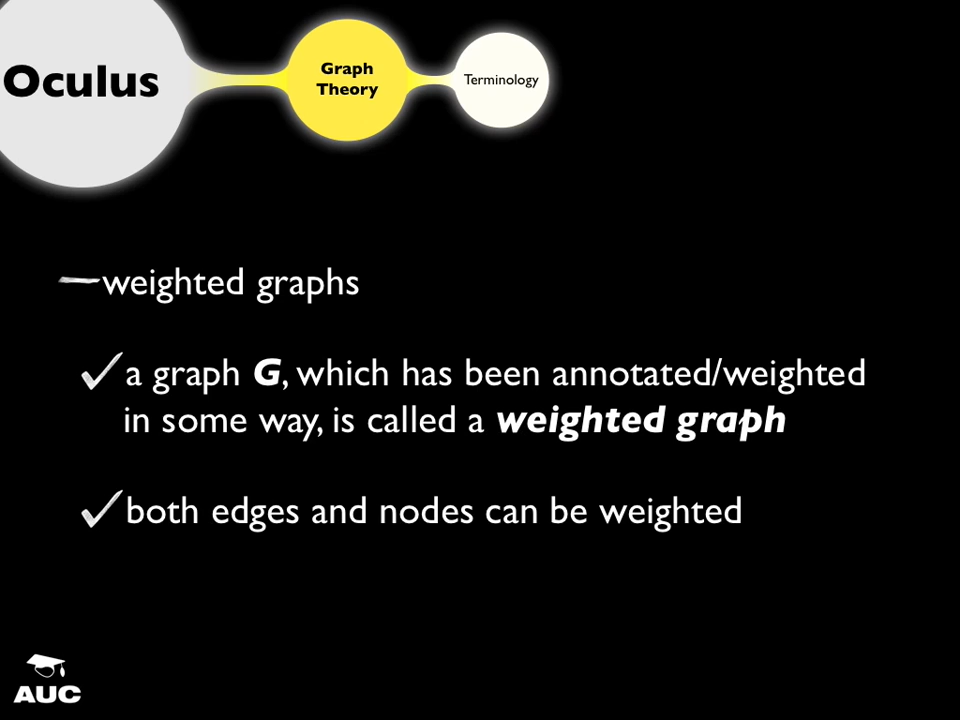 Oculus
Graph
Theory
Terminology
weighted graphs
a graph G, which has been annotated/weighted
in some way, is called a weighted graph
both edges and nodes can be weighted
AUC